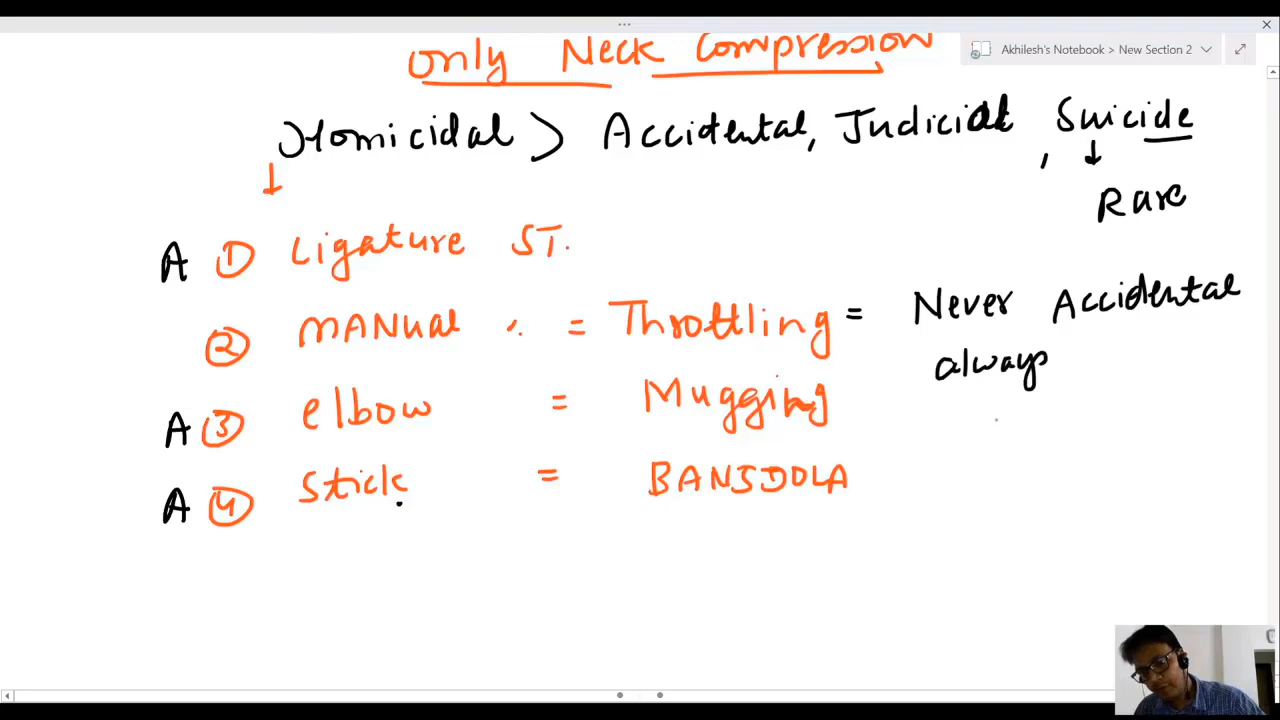 Akhilesh's Notebook > New Section 2
only Neck Compression
Homicidal > Accidental, Judicial, Suicide
Rare
A ① Ligature ST.
② MANUAL " = Throttling = Never Accidental
always
A ③ elbow = Mugging
A ④ Stick = BANSDOLA